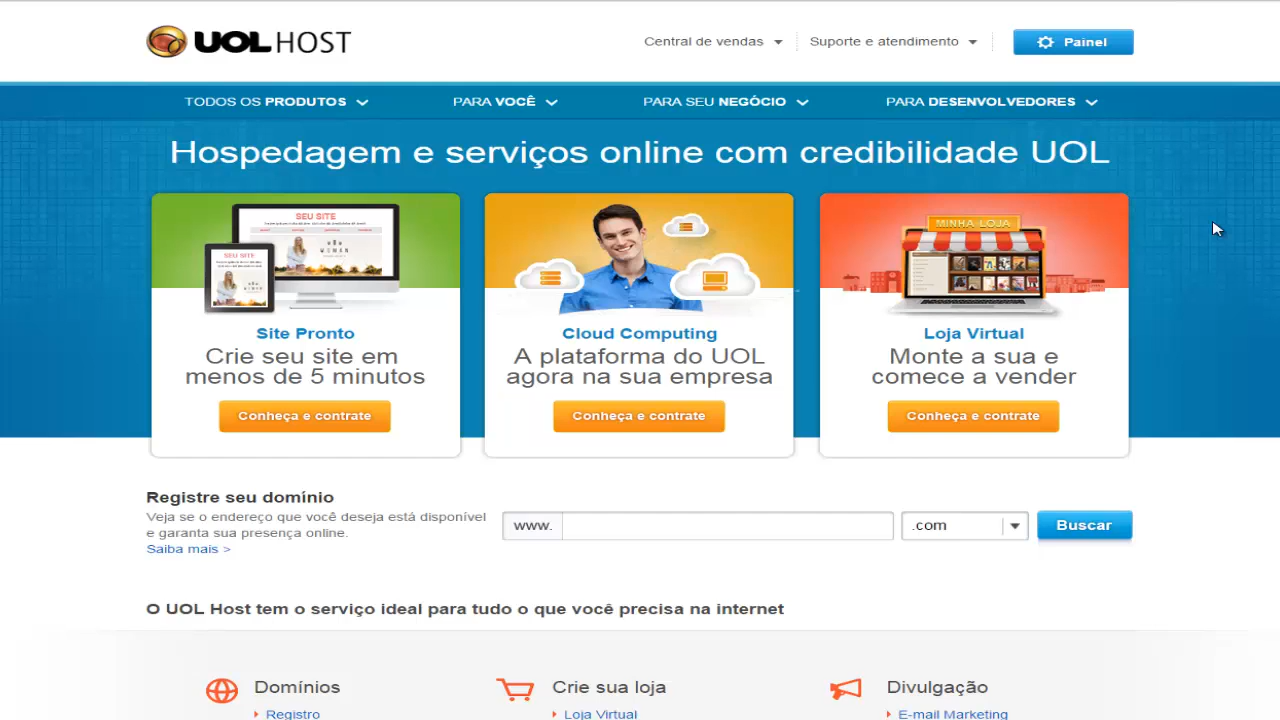 UOL HOST
Central de vendas
Suporte e atendimento
Painel
TODOS OS PRODUTOS
PARA VOCÊ
PARA SEU NEGÓCIO
PARA DESENVOLVEDORES
Hospedagem e serviços online com credibilidade UOL
SEU SITE
SEU SITE
MINHA LOJA
Site Pronto
Crie seu site em
menos de 5 minutos
Conheça e contrate
Cloud Computing
A plataforma do UOL
agora na sua empresa
Conheça e contrate
Loja Virtual
Monte a sua e
comece a vender
Conheça e contrate
Registre seu domínio
Veja se o endereço que você deseja está disponível
e garanta sua presença online.
Saiba mais >
www.
.com
Buscar
O UOL Host tem o serviço ideal para tudo o que você precisa na internet
Domínios
Registro
Crie sua loja
Loja Virtual
Divulgação
E-mail Marketing